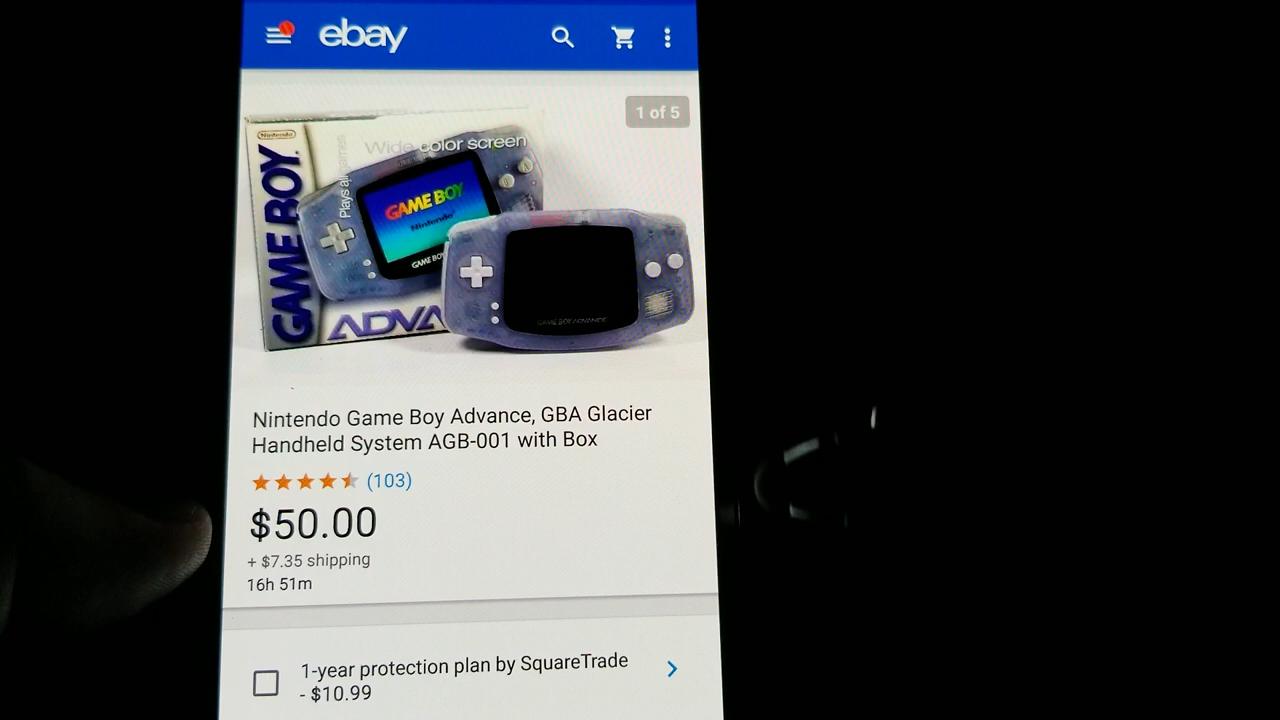 ebay
1 of 5
Nintendo
GAME BOY
Wide color screen
Plays all games
GAME BOY
Nintendo
GAME BOY
ADVA
GAME BOY ADVANCE
Nintendo Game Boy Advance, GBA Glacier
Handheld System AGB-001 with Box
(103)
$50.00
+ $7.35 shipping
16h 51m
1-year protection plan by SquareTrade
- $10.99